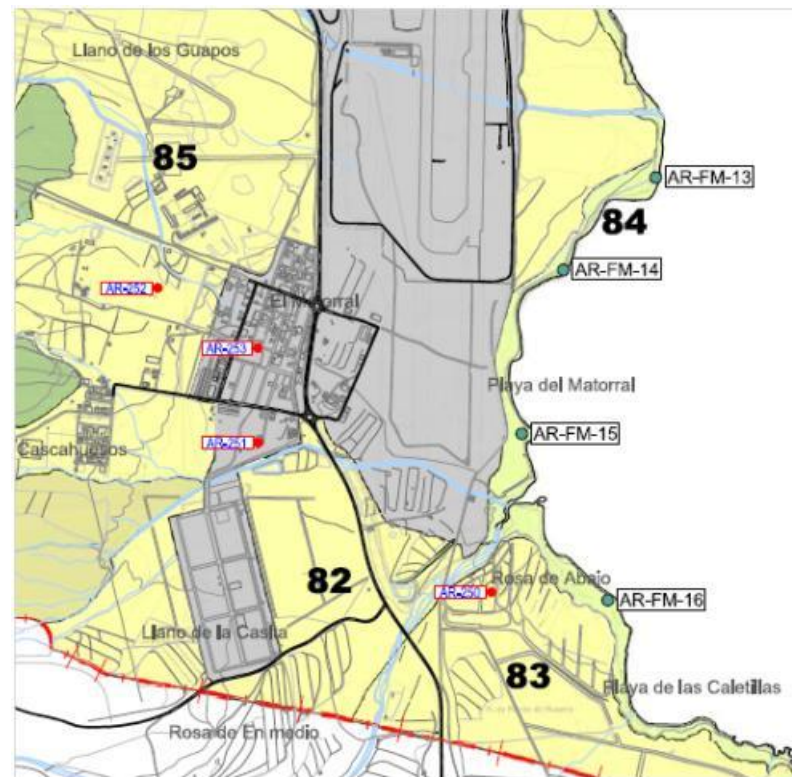 Llano de los Guapos
85
AR-FM-13
84
AR-FM-14
AR-252
El Matorral
AR-253
Playa del Matorral
AR-FM-15
AR-251
Cascahuesos
82
Rosa de Abajo
AR-250
AR-FM-16
Llano de la Casita
83
Playa de las Caletillas
Rosa de En medio